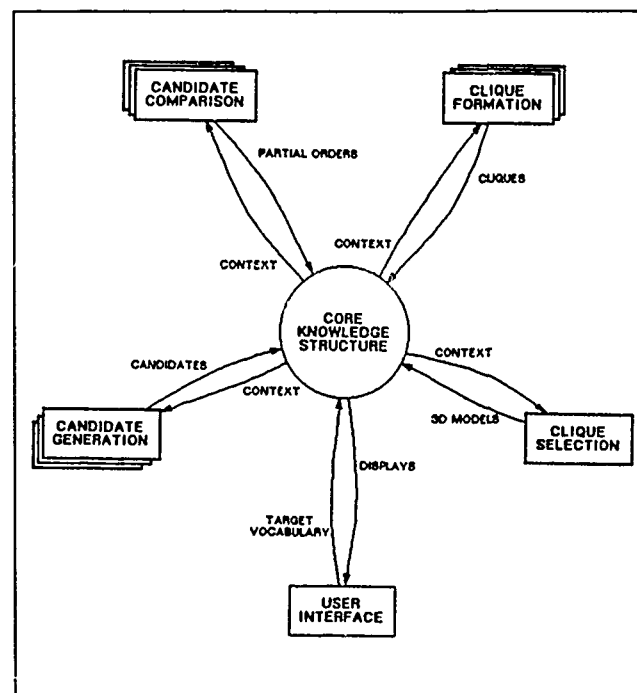 CANDIDATE
COMPARISON
CLIQUE
FORMATION
PARTIAL ORDERS
CLIQUES
CONTEXT
CONTEXT
CORE
KNOWLEDGE
STRUCTURE
CANDIDATES
CONTEXT
CONTEXT
CANDIDATE
GENERATION
3D MODELS
CLIQUE
SELECTION
DISPLAYS
TARGET
VOCABULARY
USER
INTERFACE